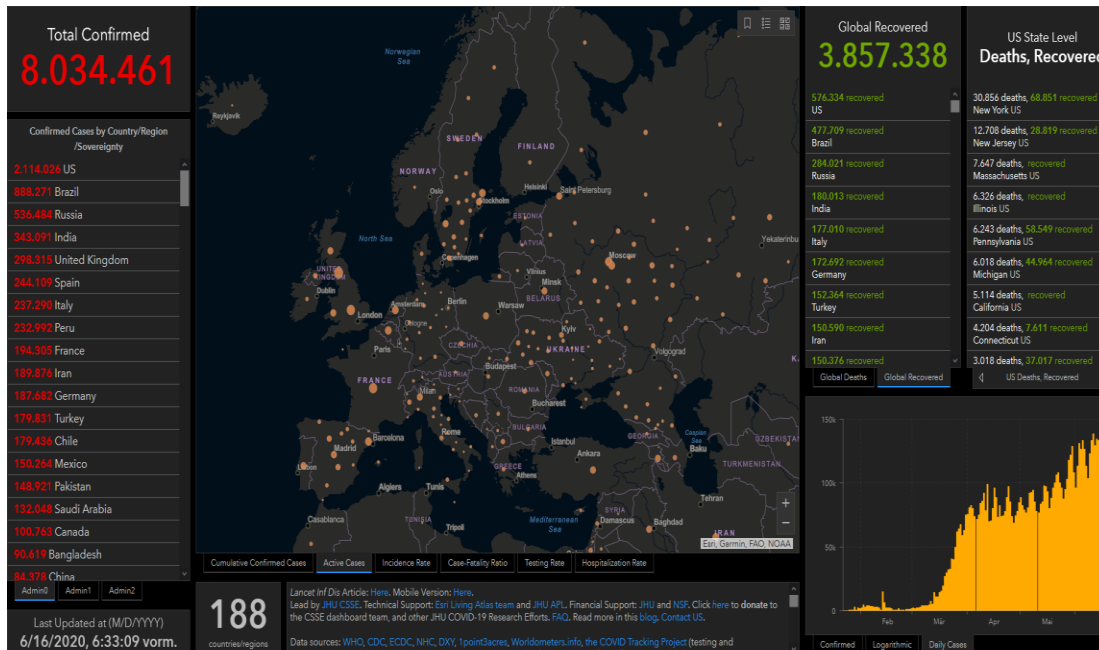 Total Confirmed
8.034.461
Confirmed Cases by Country/Region
/Sovereignty
2.114.026 US
888.271 Brazil
536.484 Russia
343.091 India
298.315 United Kingdom
244.109 Spain
237.290 Italy
232.992 Peru
194.305 France
189.876 Iran
187.682 Germany
179.831 Turkey
179.436 Chile
150.264 Mexico
148.921 Pakistan
132.048 Saudi Arabia
100.763 Canada
90.619 Bangladesh
84.378 China
Admin0 Admin1 Admin2
Last Updated at (M/D/YYYY)
6/16/2020, 6:33:09 vorm.
Norwegian
Sea
Reykjavik
SWEDEN
FINLAND
NORWAY
Oslo
Helsinki
Saint Petersburg
Stockholm
ESTONIA
North Sea
LATVIA
Yekaterinbu
Copenhagen
Moscow
UNITED
KINGDOM
Vilnius
Minsk
Dublin
BELARUS
Amsterdam
Berlin
Warsaw
London
Cologne
Kyiv
Paris
CZECHIA
UKRAINE
Volgograd
KA
Budapest
AUSTRIA
FRANCE
Milan
ROMANIA
Bucharest
BULGARIA
Barcelona
Rome
Madrid
Istanbul
GEORGIA
Caspian
Sea
UZBEKISTAN
Lisbon
Ankara
Baku
TURKMENISTAN
GREECE
Athens
Algiers
Tunis
Tehran
SYRIA
Casablanca
TUNISIA
Mediterranean
Sea
Damascus
Baghdad
Tripoli
IRAN
Esri, Garmin, FAO, NOAA
Cumulative Confirmed Cases Active Cases Incidence Rate Case-Fatality Ratio Testing Rate Hospitalization Rate
188
countries/regions
Lancet Inf Dis Article: Here. Mobile Version: Here.
Lead by JHU CSSE. Technical Support: Esri Living Atlas team and JHU APL. Financial Support: JHU and NSF. Click here to donate to
the CSSE dashboard team, and other JHU COVID-19 Research Efforts. FAQ. Read more in this blog. Contact US.
Data sources: WHO, CDC, ECDC, NHC, DXY, 1point3acres, Worldometers.info, the COVID Tracking Project (testing and
Global Recovered
3.857.338
576.334 recovered
US
477.709 recovered
Brazil
284.021 recovered
Russia
180.013 recovered
India
177.010 recovered
Italy
172.692 recovered
Germany
152.364 recovered
Turkey
150.590 recovered
Iran
150.376 recovered
Global Deaths Global Recovered
US State Level
Deaths, Recovered
30.856 deaths, 68.851 recovered
New York US
12.708 deaths, 28.819 recovered
New Jersey US
7.647 deaths, recovered
Massachusetts US
6.326 deaths, recovered
Illinois US
6.243 deaths, 58.549 recovered
Pennsylvania US
6.018 deaths, 44.964 recovered
Michigan US
5.114 deaths, recovered
California US
4.204 deaths, 7.611 recovered
Connecticut US
3.018 deaths, 37.017 recovered
US Deaths, Recovered
150k
100k
50k
0
Feb Mär Apr Mai
Confirmed Logarithmic Daily Cases